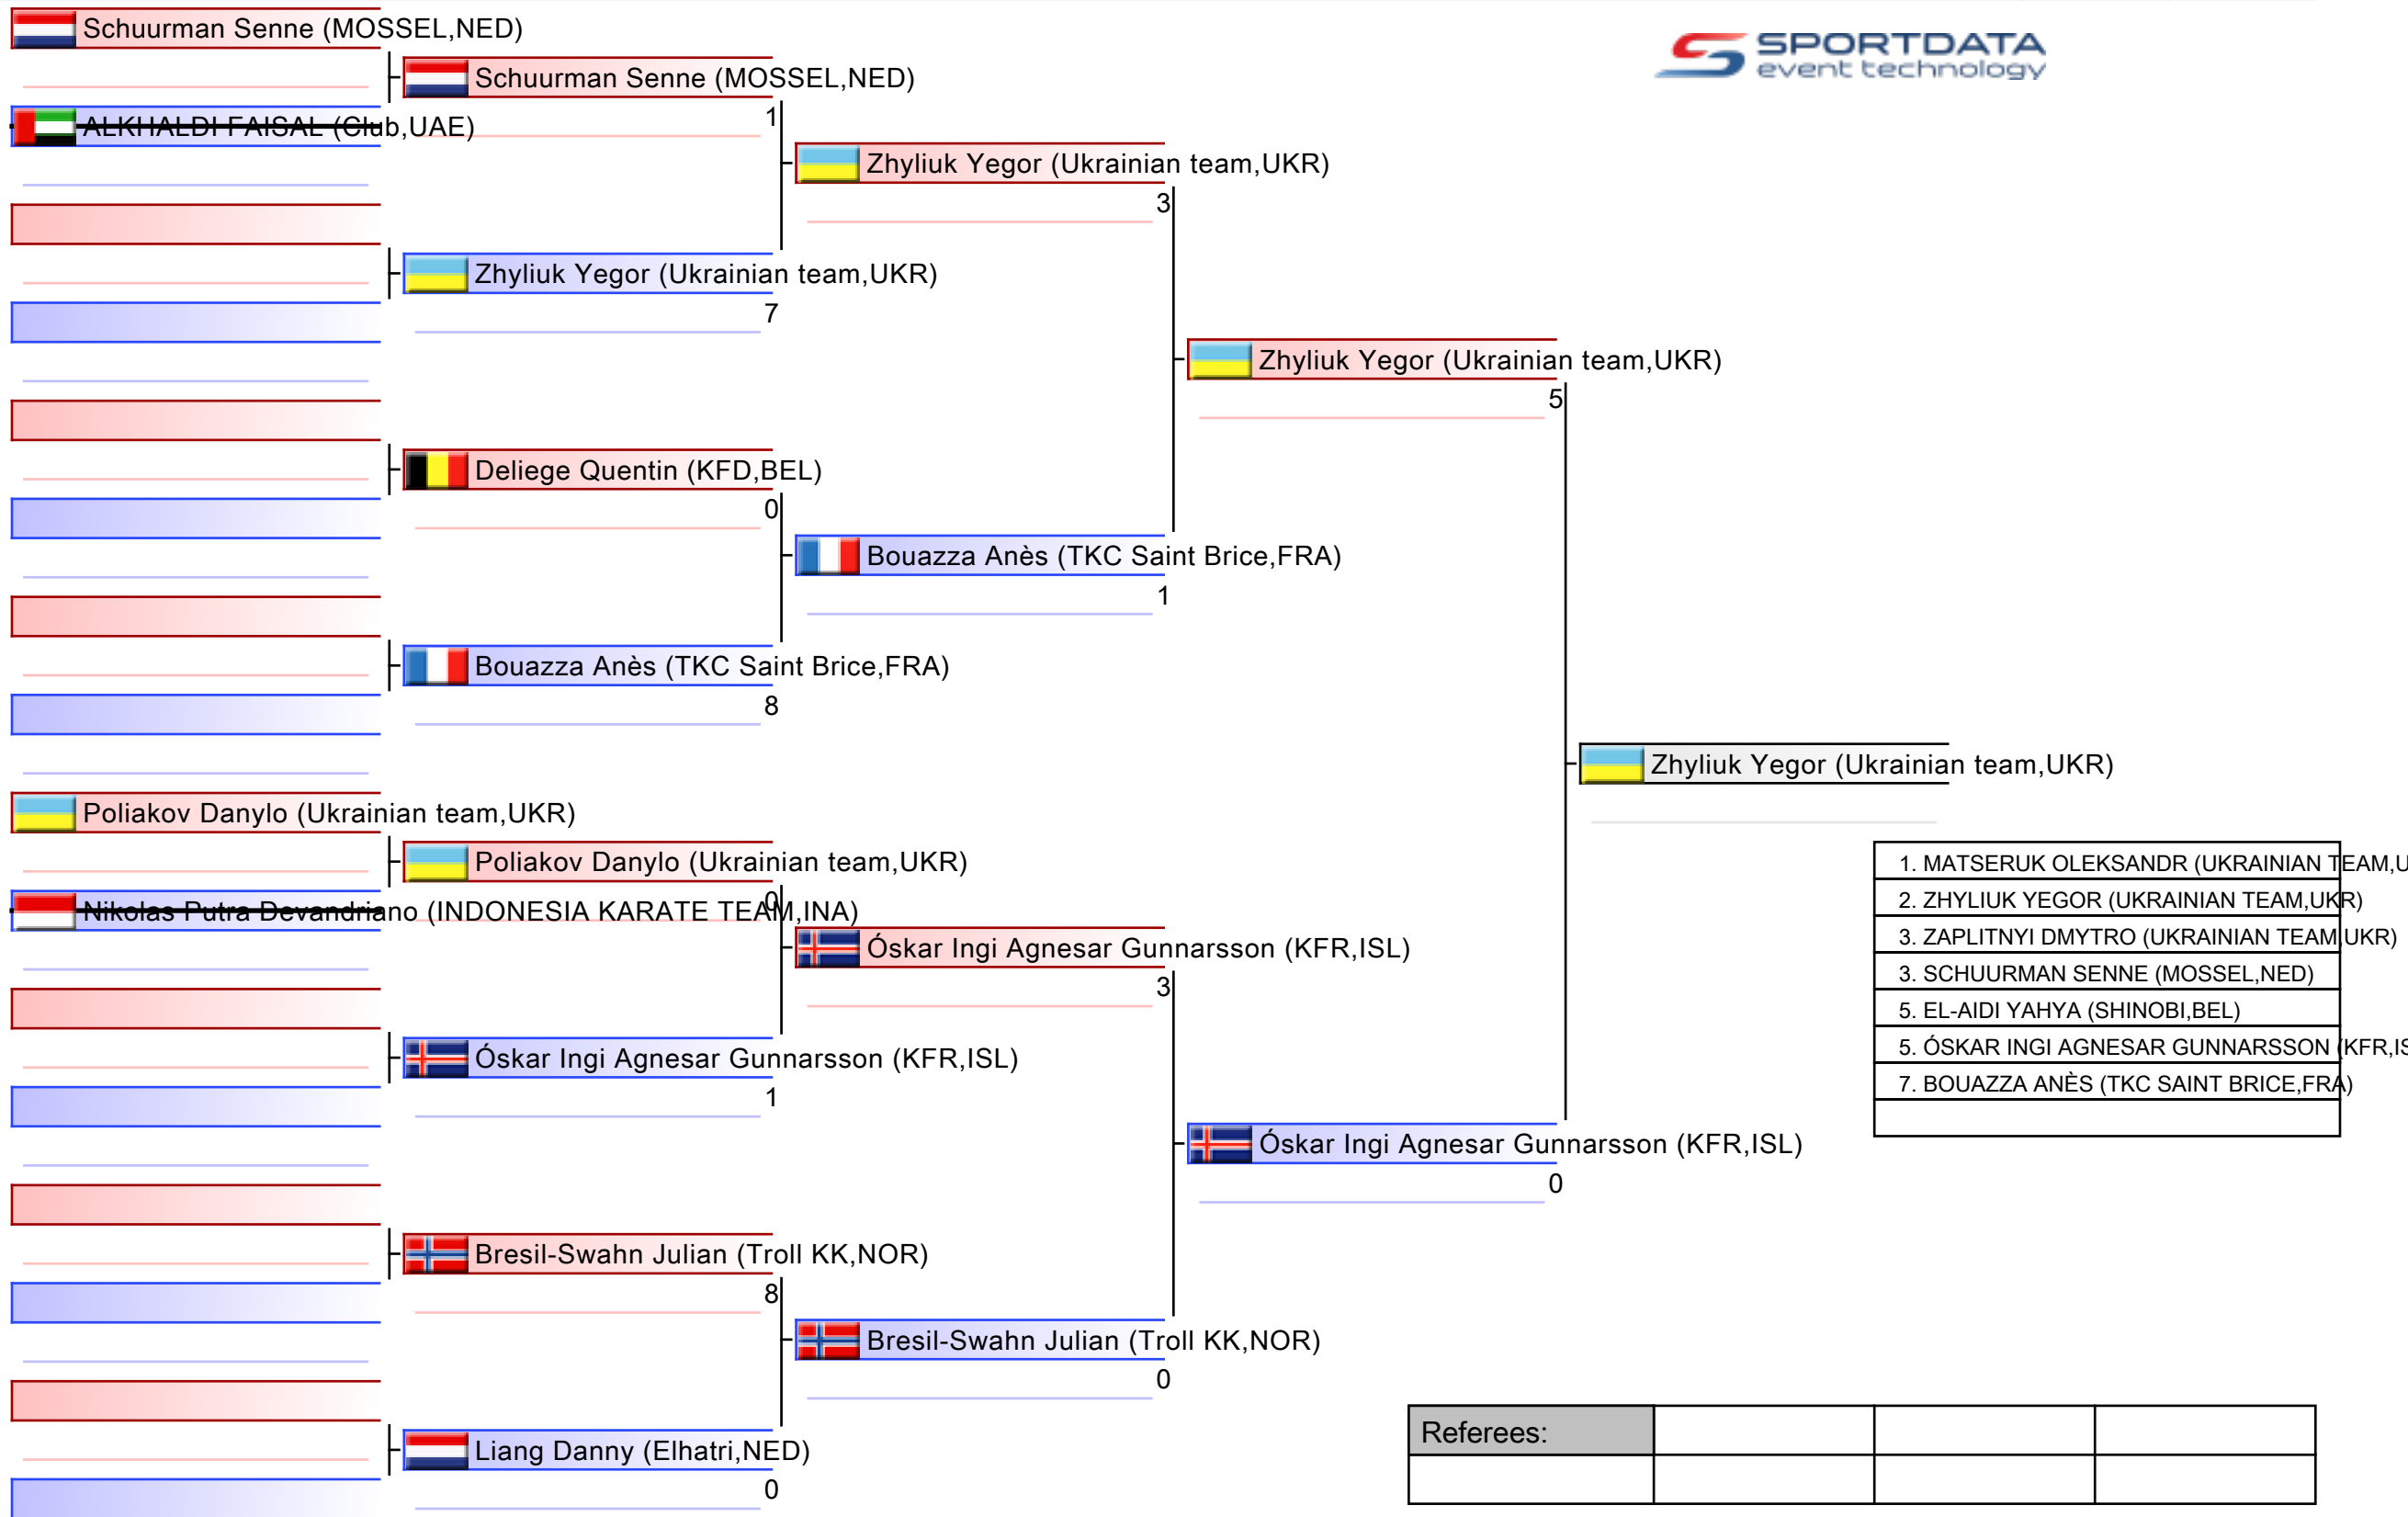 Schuurman Senne (MOSSEL,NED)
SPORTDATA
event technology
Schuurman Senne (MOSSEL,NED)
1
ALKHALDI FAISAL (Club,UAE)
Zhyliuk Yegor (Ukrainian team,UKR)
3
Zhyliuk Yegor (Ukrainian team,UKR)
7
Zhyliuk Yegor (Ukrainian team,UKR)
5
Deliege Quentin (KFD,BEL)
0
Bouazza Anès (TKC Saint Brice,FRA)
1
Bouazza Anès (TKC Saint Brice,FRA)
8
Zhyliuk Yegor (Ukrainian team,UKR)
Poliakov Danylo (Ukrainian team,UKR)
Poliakov Danylo (Ukrainian team,UKR)
0
Nikolas Putra Devandriano (INDONESIA KARATE TEAM,INA)
Óskar Ingi Agnesar Gunnarsson (KFR,ISL)
3
Óskar Ingi Agnesar Gunnarsson (KFR,ISL)
1
Óskar Ingi Agnesar Gunnarsson (KFR,ISL)
0
Bresil-Swahn Julian (Troll KK,NOR)
8
Bresil-Swahn Julian (Troll KK,NOR)
0
Liang Danny (Elhatri,NED)
0
1. MATSERUK OLEKSANDR (UKRAINIAN TEAM,U
2. ZHYLIUK YEGOR (UKRAINIAN TEAM,UKR)
3. ZAPLITNYI DMYTRO (UKRAINIAN TEAM,UKR)
3. SCHUURMAN SENNE (MOSSEL,NED)
5. EL-AIDI YAHYA (SHINOBI,BEL)
5. ÓSKAR INGI AGNESAR GUNNARSSON (KFR,IS
7. BOUAZZA ANÈS (TKC SAINT BRICE,FRA)
Referees: